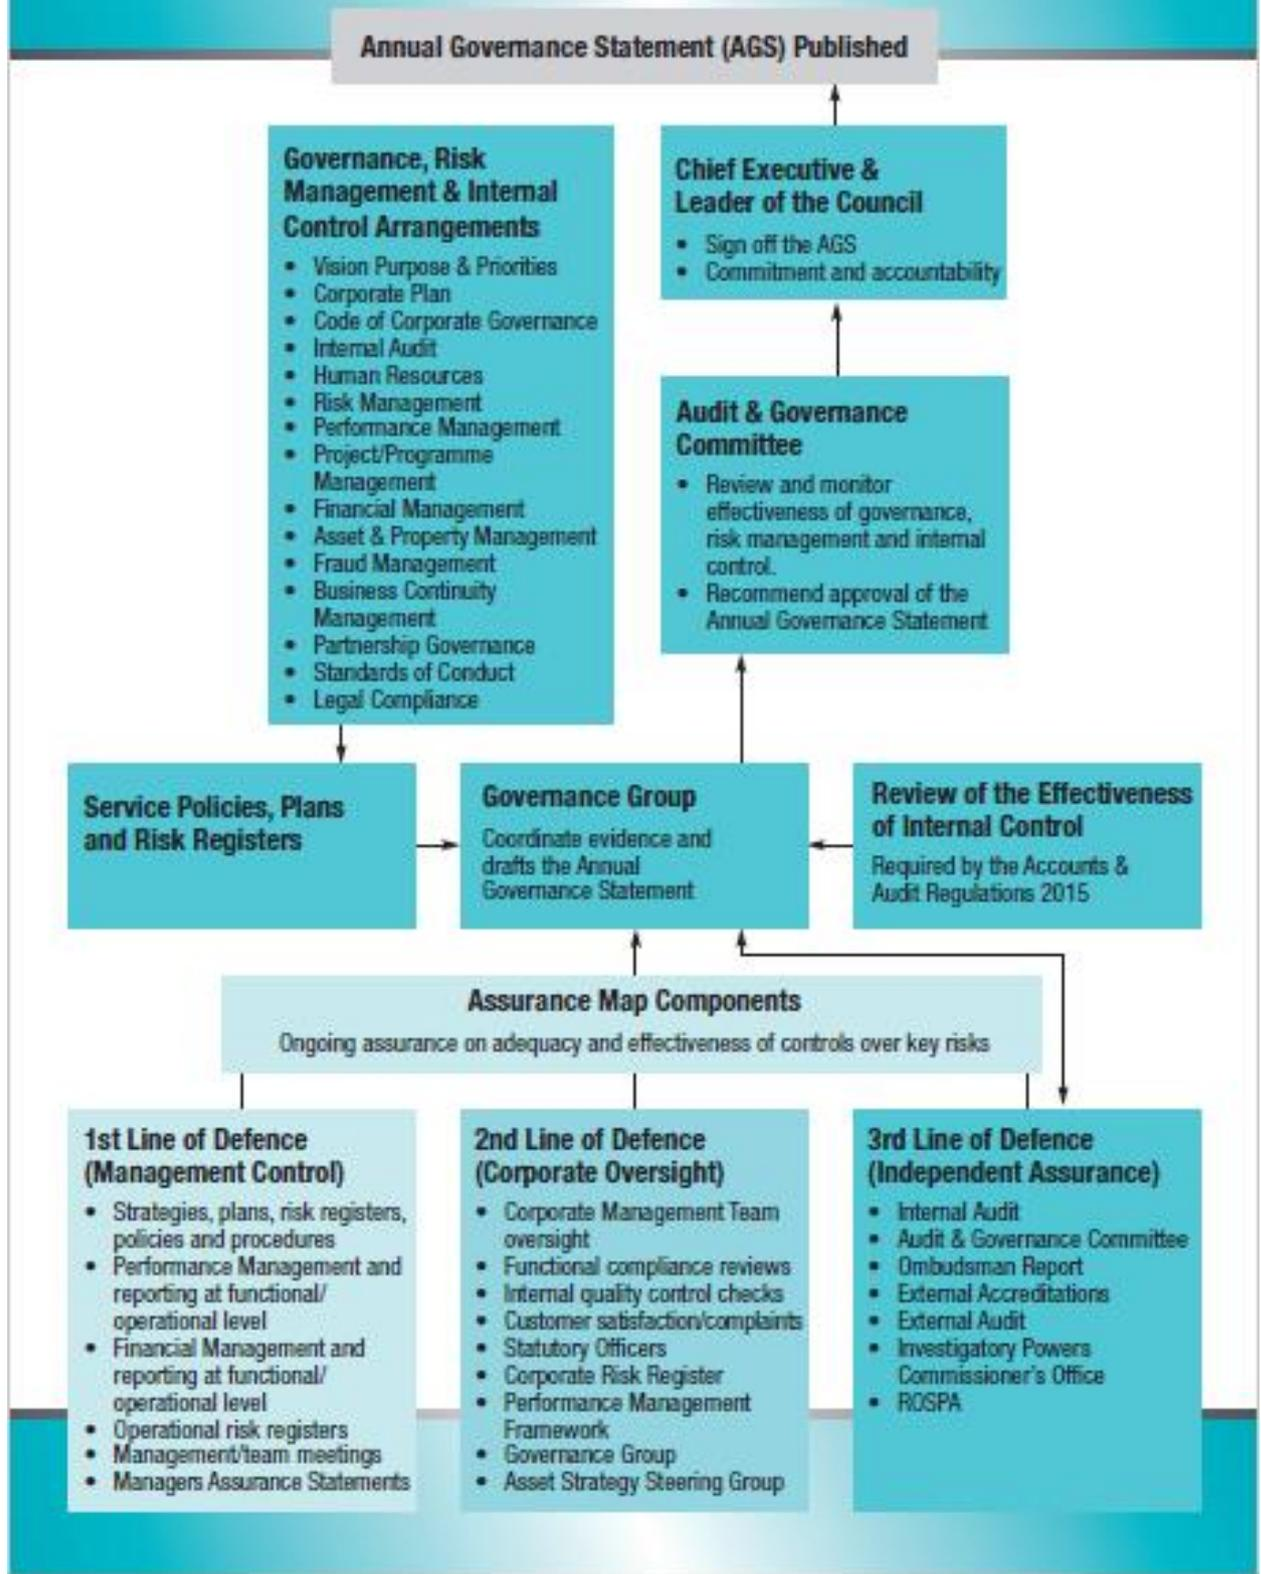 Annual Governance Statement (AGS) Published
Governance, Risk
Management & Internal
Control Arrangements
• Vision Purpose & Priorities
• Corporate Plan
• Code of Corporate Governance
• Internal Audit
• Human Resources
• Risk Management
• Performance Management
• Project/Programme
Management
• Financial Management
• Asset & Property Management
• Fraud Management
• Business Continuity
Management
• Partnership Governance
• Standards of Conduct
• Legal Compliance
Chief Executive &
Leader of the Council
• Sign off the AGS
• Commitment and accountability
Audit & Governance
Committee
• Review and monitor
effectiveness of governance,
risk management and internal
control.
• Recommend approval of the
Annual Governance Statement
Service Policies, Plans
and Risk Registers
Governance Group
Coordinate evidence and
drafts the Annual
Governance Statement
Review of the Effectiveness
of Internal Control
Required by the Accounts &
Audit Regulations 2015
Assurance Map Components
Ongoing assurance on adequacy and effectiveness of controls over key risks
1st Line of Defence
(Management Control)
• Strategies, plans, risk registers,
policies and procedures
• Performance Management and
reporting at functional/
operational level
• Financial Management and
reporting at functional/
operational level
• Operational risk registers
• Management/team meetings
• Managers Assurance Statements
2nd Line of Defence
(Corporate Oversight)
• Corporate Management Team
oversight
• Functional compliance reviews
• Internal quality control checks
• Customer satisfaction/complaints
• Statutory Officers
• Corporate Risk Register
• Performance Management
Framework
• Governance Group
• Asset Strategy Steering Group
3rd Line of Defence
(Independent Assurance)
• Internal Audit
• Audit & Governance Committee
• Ombudsman Report
• External Accreditations
• External Audit
• Investigatory Powers
Commissioner's Office
• ROSPA